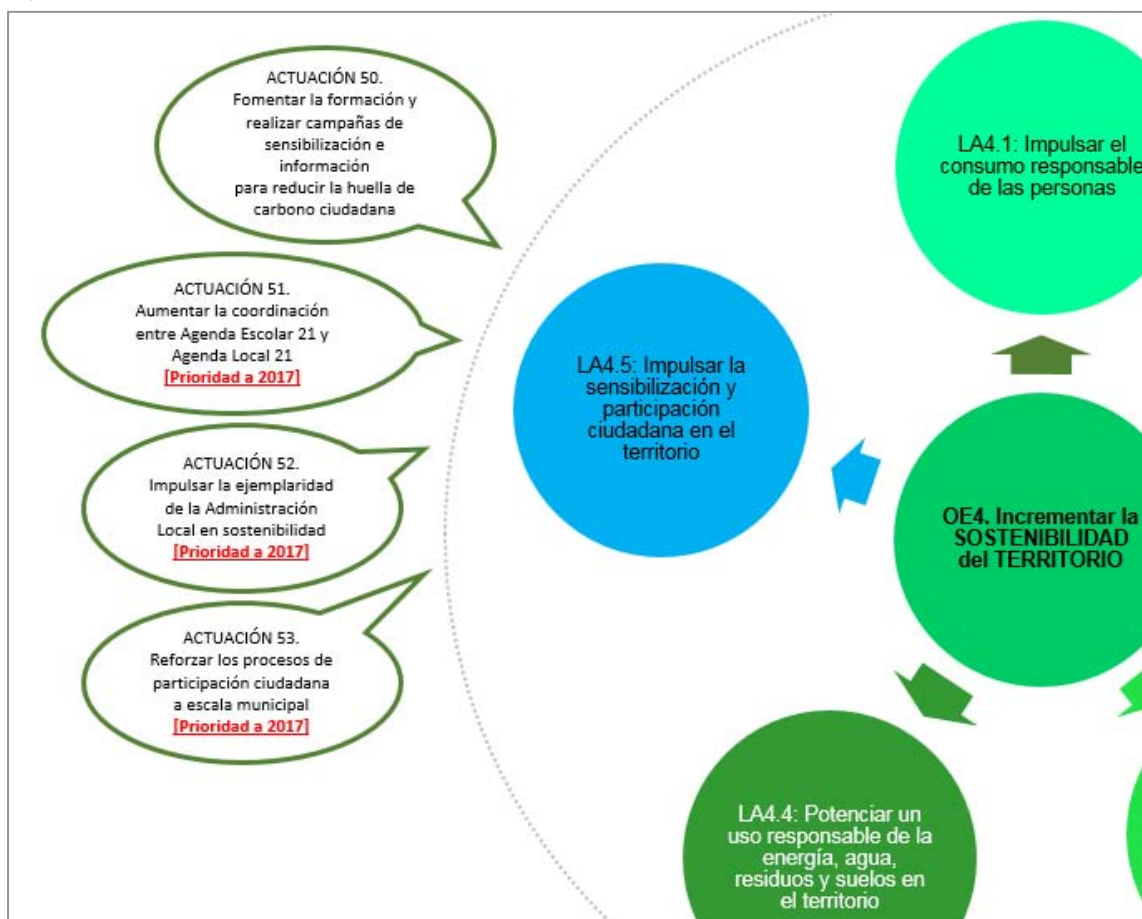 ACTUACIÓN 50.
Fomentar la formación y
realizar campañas de
sensibilización e
información
para reducir la huella de
carbono ciudadana
ACTUACIÓN 51.
Aumentar la coordinación
entre Agenda Escolar 21 y
Agenda Local 21
[Prioridad a 2017]
ACTUACIÓN 52.
Impulsar la ejemplaridad
de la Administración
Local en sostenibilidad
[Prioridad a 2017]
ACTUACIÓN 53.
Reforzar los procesos de
participación ciudadana
a escala municipal
[Prioridad a 2017]
LA4.1: Impulsar el
consumo responsable
de las personas
LA4.5: Impulsar la
sensibilización y
participación
ciudadana en el
territorio
OE4. Incrementar la
SOSTENIBILIDAD
del TERRITORIO
LA4.4: Potenciar un
uso responsable de la
energía, agua,
residuos y suelos en
el territorio